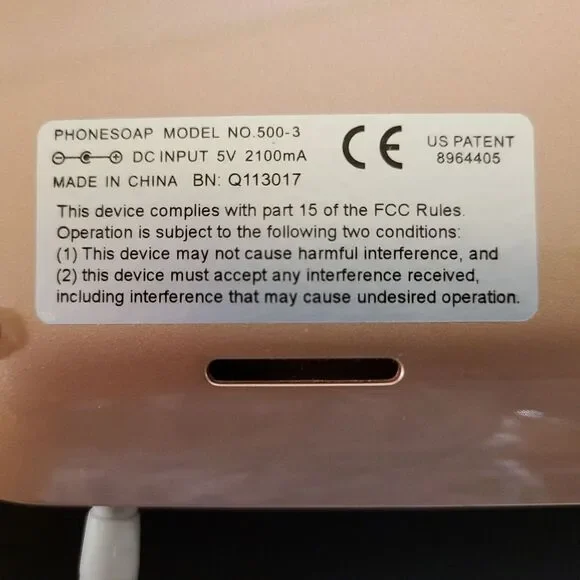 PHONESOAP MODEL NO.500-3
DC INPUT 5V 2100mA
MADE IN CHINA BN: Q113017
CE
US PATENT
8964405
This device complies with part 15 of the FCC Rules.
Operation is subject to the following two conditions:
(1) This device may not cause harmful interference, and
(2) this device must accept any interference received,
including interference that may cause undesired operation.